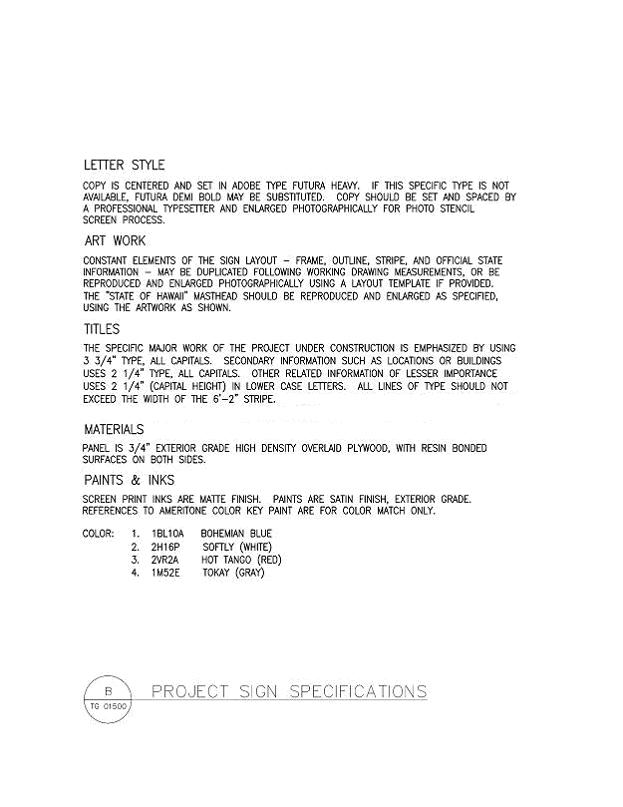 LETTER STYLE
COPY IS CENTERED AND SET IN ADOBE TYPE FUTURA HEAVY. IF THIS SPECIFIC TYPE IS NOT
AVAILABLE, FUTURA DEMI BOLD MAY BE SUBSTITUTED. COPY SHOULD BE SET AND SPACED BY
A PROFESSIONAL TYPESETTER AND ENLARGED PHOTOGRAPHICALLY FOR PHOTO STENCIL
SCREEN PROCESS.
ART WORK
CONSTANT ELEMENTS OF THE SIGN LAYOUT – FRAME, OUTLINE, STRIPE, AND OFFICIAL STATE
INFORMATION – MAY BE DUPLICATED FOLLOWING WORKING DRAWING MEASUREMENTS, OR BE
REPRODUCED AND ENLARGED PHOTOGRAPHICALLY USING A LAYOUT TEMPLATE IF PROVIDED.
THE "STATE OF HAWAII" MASTHEAD SHOULD BE REPRODUCED AND ENLARGED AS SPECIFIED,
USING THE ARTWORK AS SHOWN.
TITLES
THE SPECIFIC MAJOR WORK OF THE PROJECT UNDER CONSTRUCTION IS EMPHASIZED BY USING
3 3/4" TYPE, ALL CAPITALS. SECONDARY INFORMATION SUCH AS LOCATIONS OR BUILDINGS
USES 2 1/4" TYPE, ALL CAPITALS. OTHER RELATED INFORMATION OF LESSER IMPORTANCE
USES 2 1/4" (CAPITAL HEIGHT) IN LOWER CASE LETTERS. ALL LINES OF TYPE SHOULD NOT
EXCEED THE WIDTH OF THE 6'-2" STRIPE.
MATERIALS
PANEL IS 3/4" EXTERIOR GRADE HIGH DENSITY OVERLAID PLYWOOD, WITH RESIN BONDED
SURFACES ON BOTH SIDES.
PAINTS & INKS
SCREEN PRINT INKS ARE MATTE FINISH. PAINTS ARE SATIN FINISH, EXTERIOR GRADE.
REFERENCES TO AMERITONE COLOR KEY PAINT ARE FOR COLOR MATCH ONLY.
COLOR: 1. 1BL10A BOHEMIAN BLUE
2. 2H16P SOFTLY (WHITE)
3. 2VR2A HOT TANGO (RED)
4. 1M52E TOKAY (GRAY)
B
TG 01500
PROJECT SIGN SPECIFICATIONS